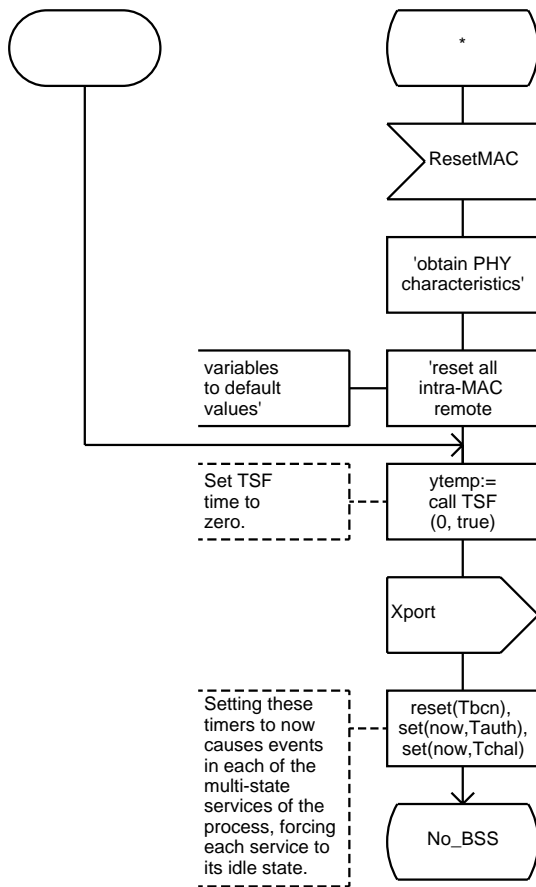 *
ResetMAC
'obtain PHY
characteristics'
variables
to default
values'
'reset all
intra-MAC
remote
Set TSF
time to
zero.
ytemp:=
call TSF
(0, true)
Xport
Setting these
timers to now
causes events
in each of the
multi-state
services of the
process, forcing
each service to
its idle state.
reset(Tbcn),
set(now,Tauth),
set(now,Tchal)
No_BSS